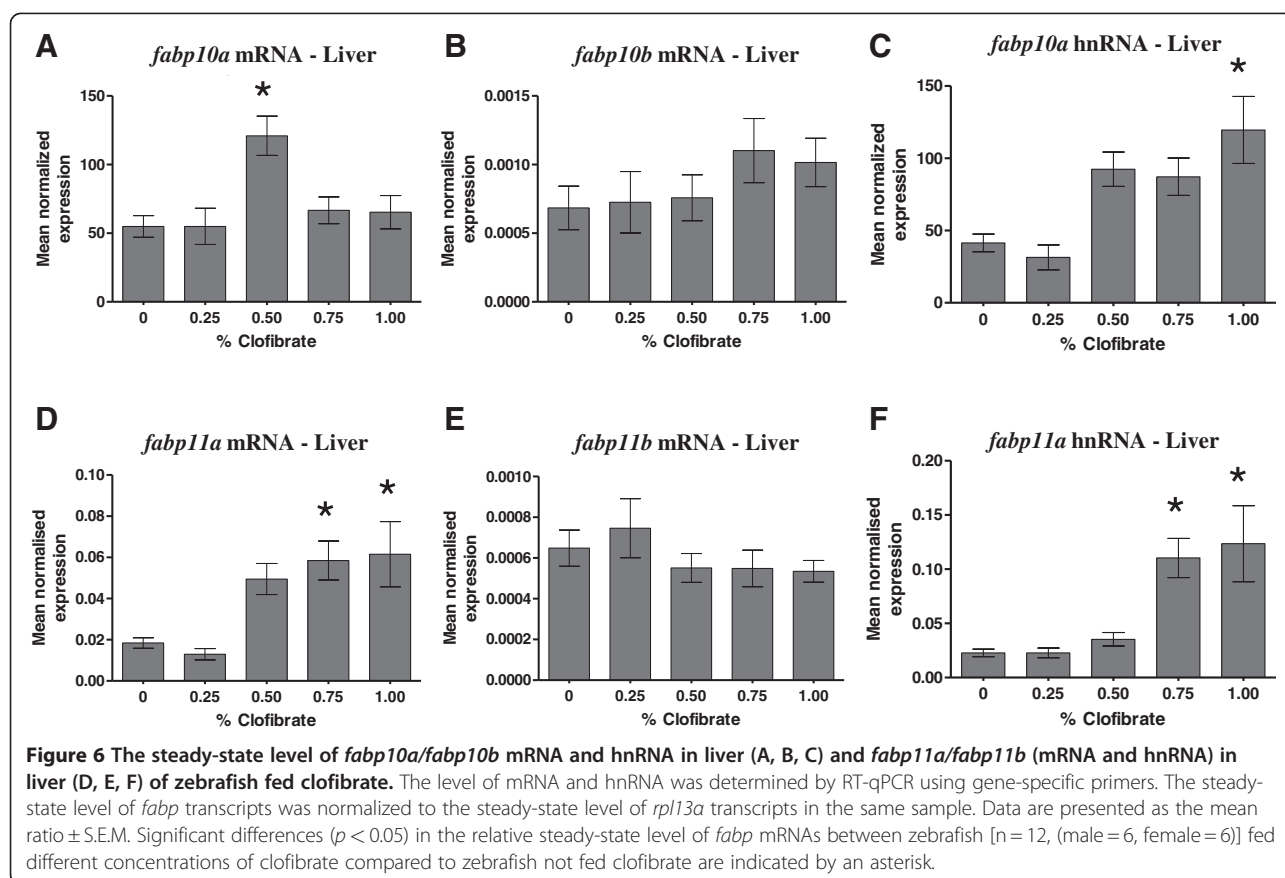 A
fabp10a mRNA - Liver
*
Mean normalized
expression
150
100
50
0
0 0.25 0.50 0.75 1.00
% Clofibrate
B
fabp10b mRNA - Liver
Mean normalised
expression
0.0015
0.0010
0.0005
0.0000
0 0.25 0.50 0.75 1.00
% Clofibrate
C
fabp10a hnRNA - Liver
*
Mean normalized
expression
150
100
50
0
0 0.25 0.50 0.75 1.00
% Clofibrate
D
fabp11a mRNA - Liver
* *
Mean normalised
expression
0.10
0.08
0.06
0.04
0.02
0.00
0 0.25 0.50 0.75 1.00
% Clofibrate
E
fabp11b mRNA - Liver
Mean normalised
expression
0.0010
0.0008
0.0006
0.0004
0.0002
0.0000
0 0.25 0.50 0.75 1.00
% Clofibrate
F
fabp11a hnRNA - Liver
* *
Mean normalised
expression
0.20
0.15
0.10
0.05
0.00
0 0.25 0.50 0.75 1.00
% Clofibrate
Figure 6 The steady-state level of fabp10a/fabp10b mRNA and hnRNA in liver (A, B, C) and fabp11a/fabp11b (mRNA and hnRNA) in
liver (D, E, F) of zebrafish fed clofibrate. The level of mRNA and hnRNA was determined by RT-qPCR using gene-specific primers. The steady-
state level of fabp transcripts was normalized to the steady-state level of rpl13α transcripts in the same sample. Data are presented as the mean
ratio ± S.E.M. Significant differences (p < 0.05) in the relative steady-state level of fabp mRNAs between zebrafish [n = 12, (male = 6, female = 6)] fed
different concentrations of clofibrate compared to zebrafish not fed clofibrate are indicated by an asterisk.